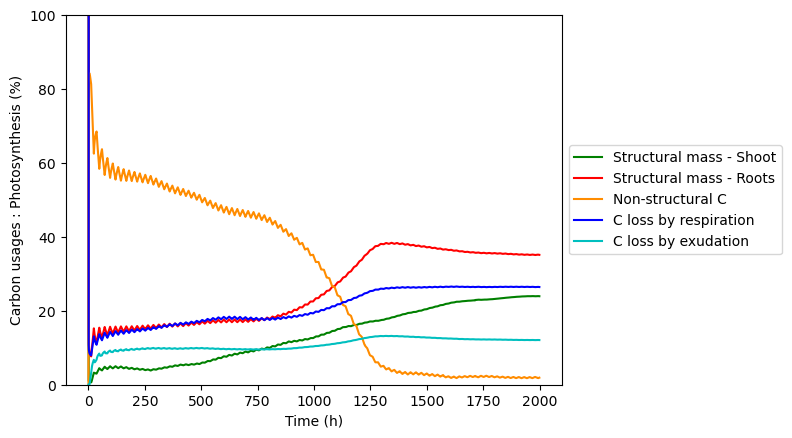 Carbon usages : Photosynthesis (%)
100
80
60
40
20
0
0 250 500 750 1000 1250 1500 1750 2000
Time (h)
Structural mass - Shoot
Structural mass - Roots
Non-structural C
C loss by respiration
C loss by exudation